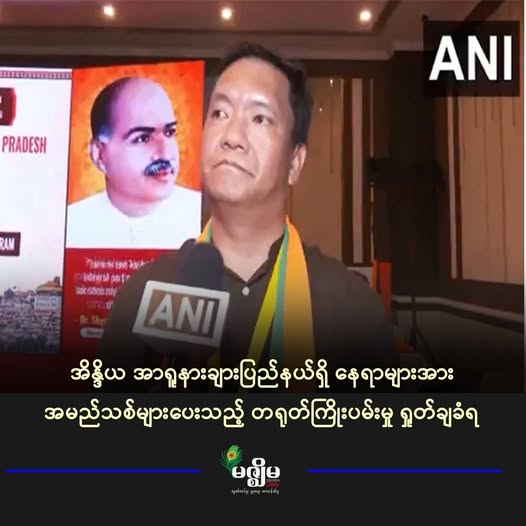 ANI
PRADESH
RAM
ANI
အိန္ဒိယ အာရူနားချားပြည်နယ်ရှိ နေရာများအား
အမည်သစ်များပေးသည့် တရုတ်ကြိုးပမ်းမှု ရှုတ်ချခံရ
မဇ္ဈိမ